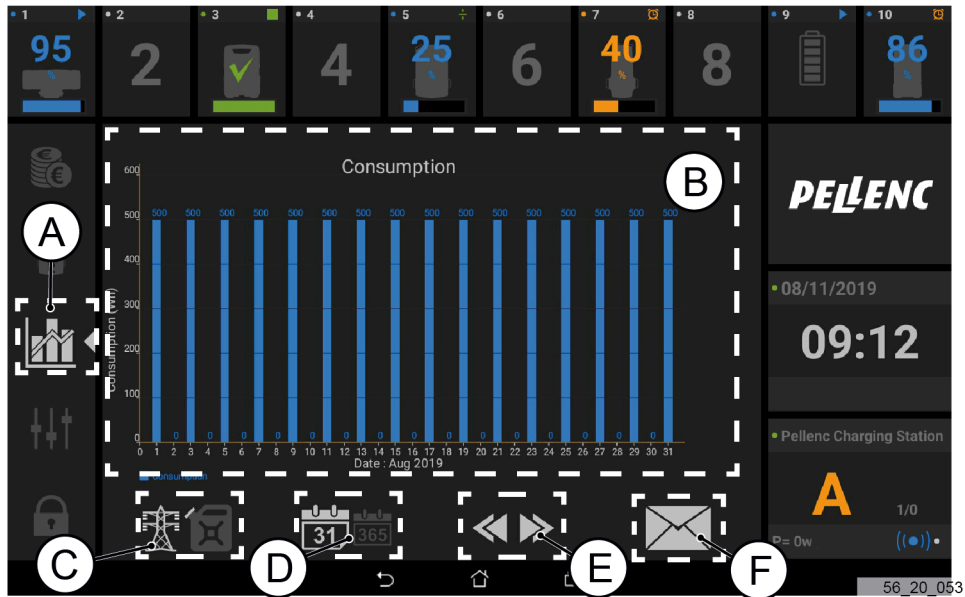 1 2 3 4 5 6 7 8 9 10
95 2 4 25 6 40 8 86
% % % %
Consumption
B
PELLENC
A
600
500
400
300
200
100
0
Consumption (Wh)
500 500 500 500 500 500 500 500 500 500 500 500 500 500 500 500
0 0 0 0 0 0 0 0 0 0 0 0 0 0 0
0 1 2 3 4 5 6 7 8 9 10 11 12 13 14 15 16 17 18 19 20 21 22 23 24 25 26 27 28 29 30 31
Date : Aug 2019
Consumption
08/11/2019
09:12
Pellenc Charging Station
A
1/0
P= 0w
31 365
C
D
E
F
56_20_053